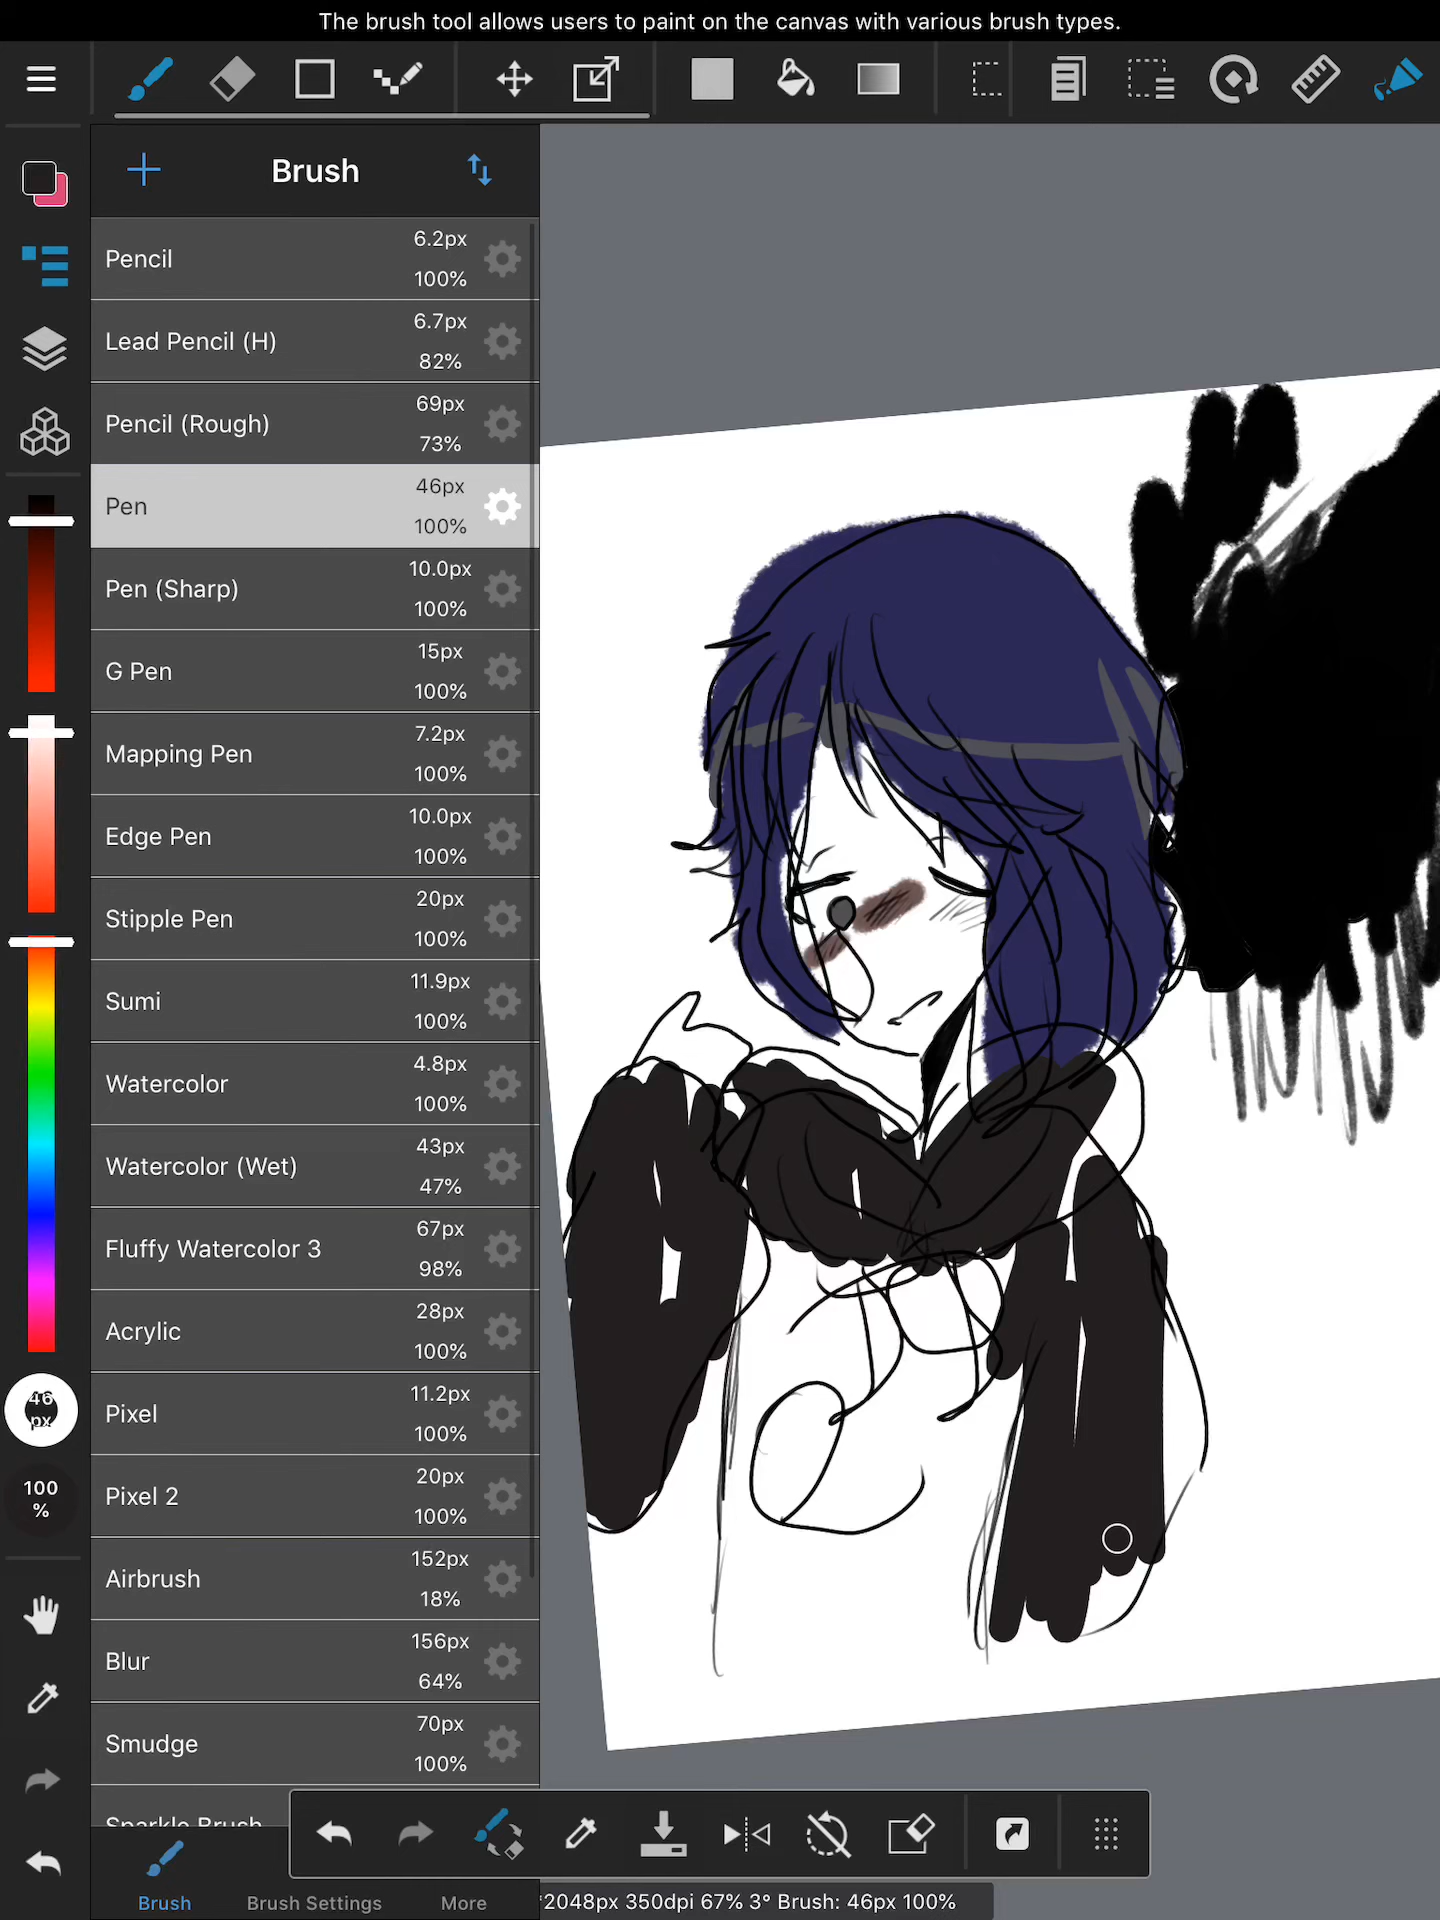 The brush tool allows users to paint on the canvas with various brush types.
Brush
Pencil 6.2px 100%
Lead Pencil (H) 6.7px 82%
Pencil (Rough) 69px 73%
Pen 46px 100%
Pen (Sharp) 10.0px 100%
G Pen 15px 100%
Mapping Pen 7.2px 100%
Edge Pen 10.0px 100%
Stipple Pen 20px 100%
Sumi 11.9px 100%
Watercolor 4.8px 100%
Watercolor (Wet) 43px 47%
Fluffy Watercolor 3 67px 98%
Acrylic 28px 100%
Pixel 11.2px 100%
Pixel 2 20px 100%
Airbrush 152px 18%
Blur 156px 64%
Smudge 70px 100%
Sparkle Brush
46
px
100
%
Brush Brush Settings More
2048px 350dpi 67% 3° Brush: 46px 100%